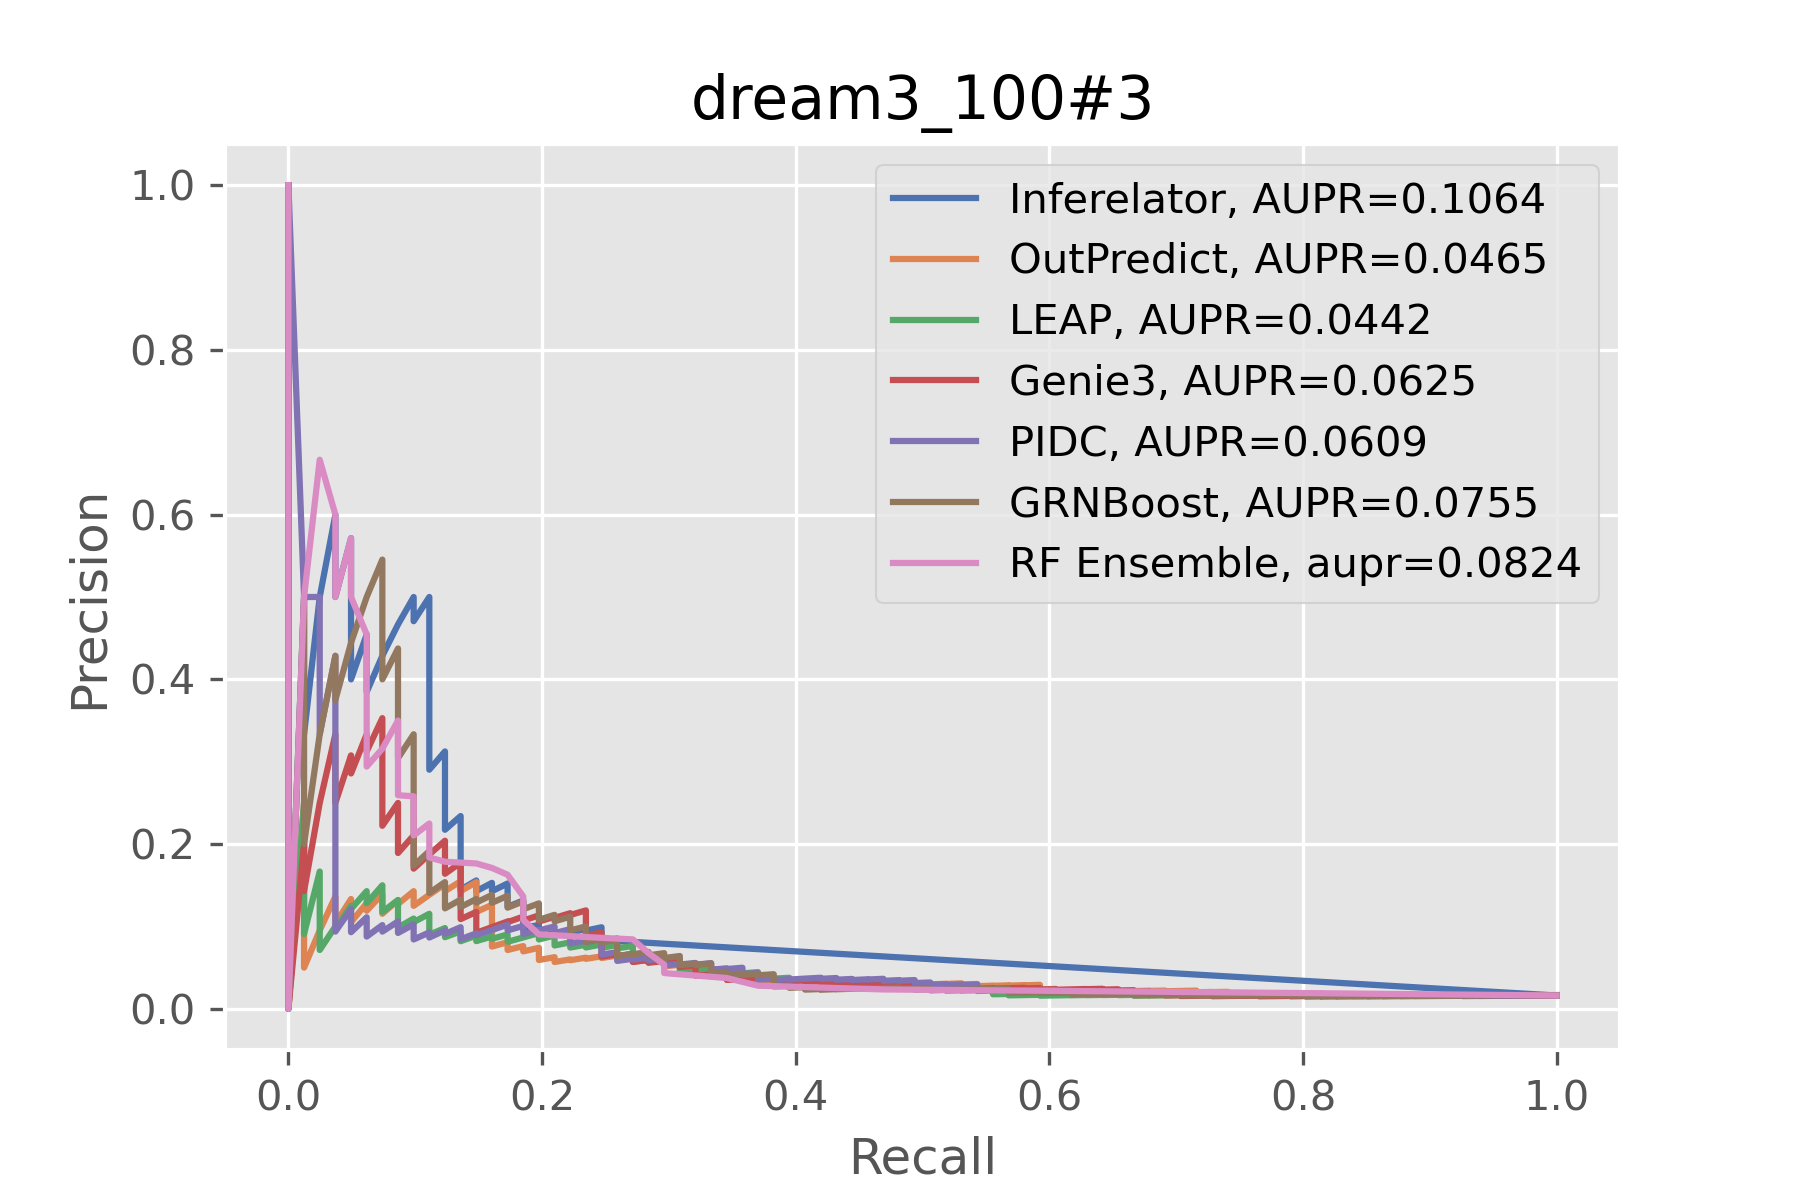 dream3_100#3
Precision
1.0
0.8
0.6
0.4
0.2
0.0
Inferelator, AUPR=0.1064
OutPredict, AUPR=0.0465
LEAP, AUPR=0.0442
Genie3, AUPR=0.0625
PIDC, AUPR=0.0609
GRNBoost, AUPR=0.0755
RF Ensemble, aupr=0.0824
0.0 0.2 0.4 0.6 0.8 1.0
Recall